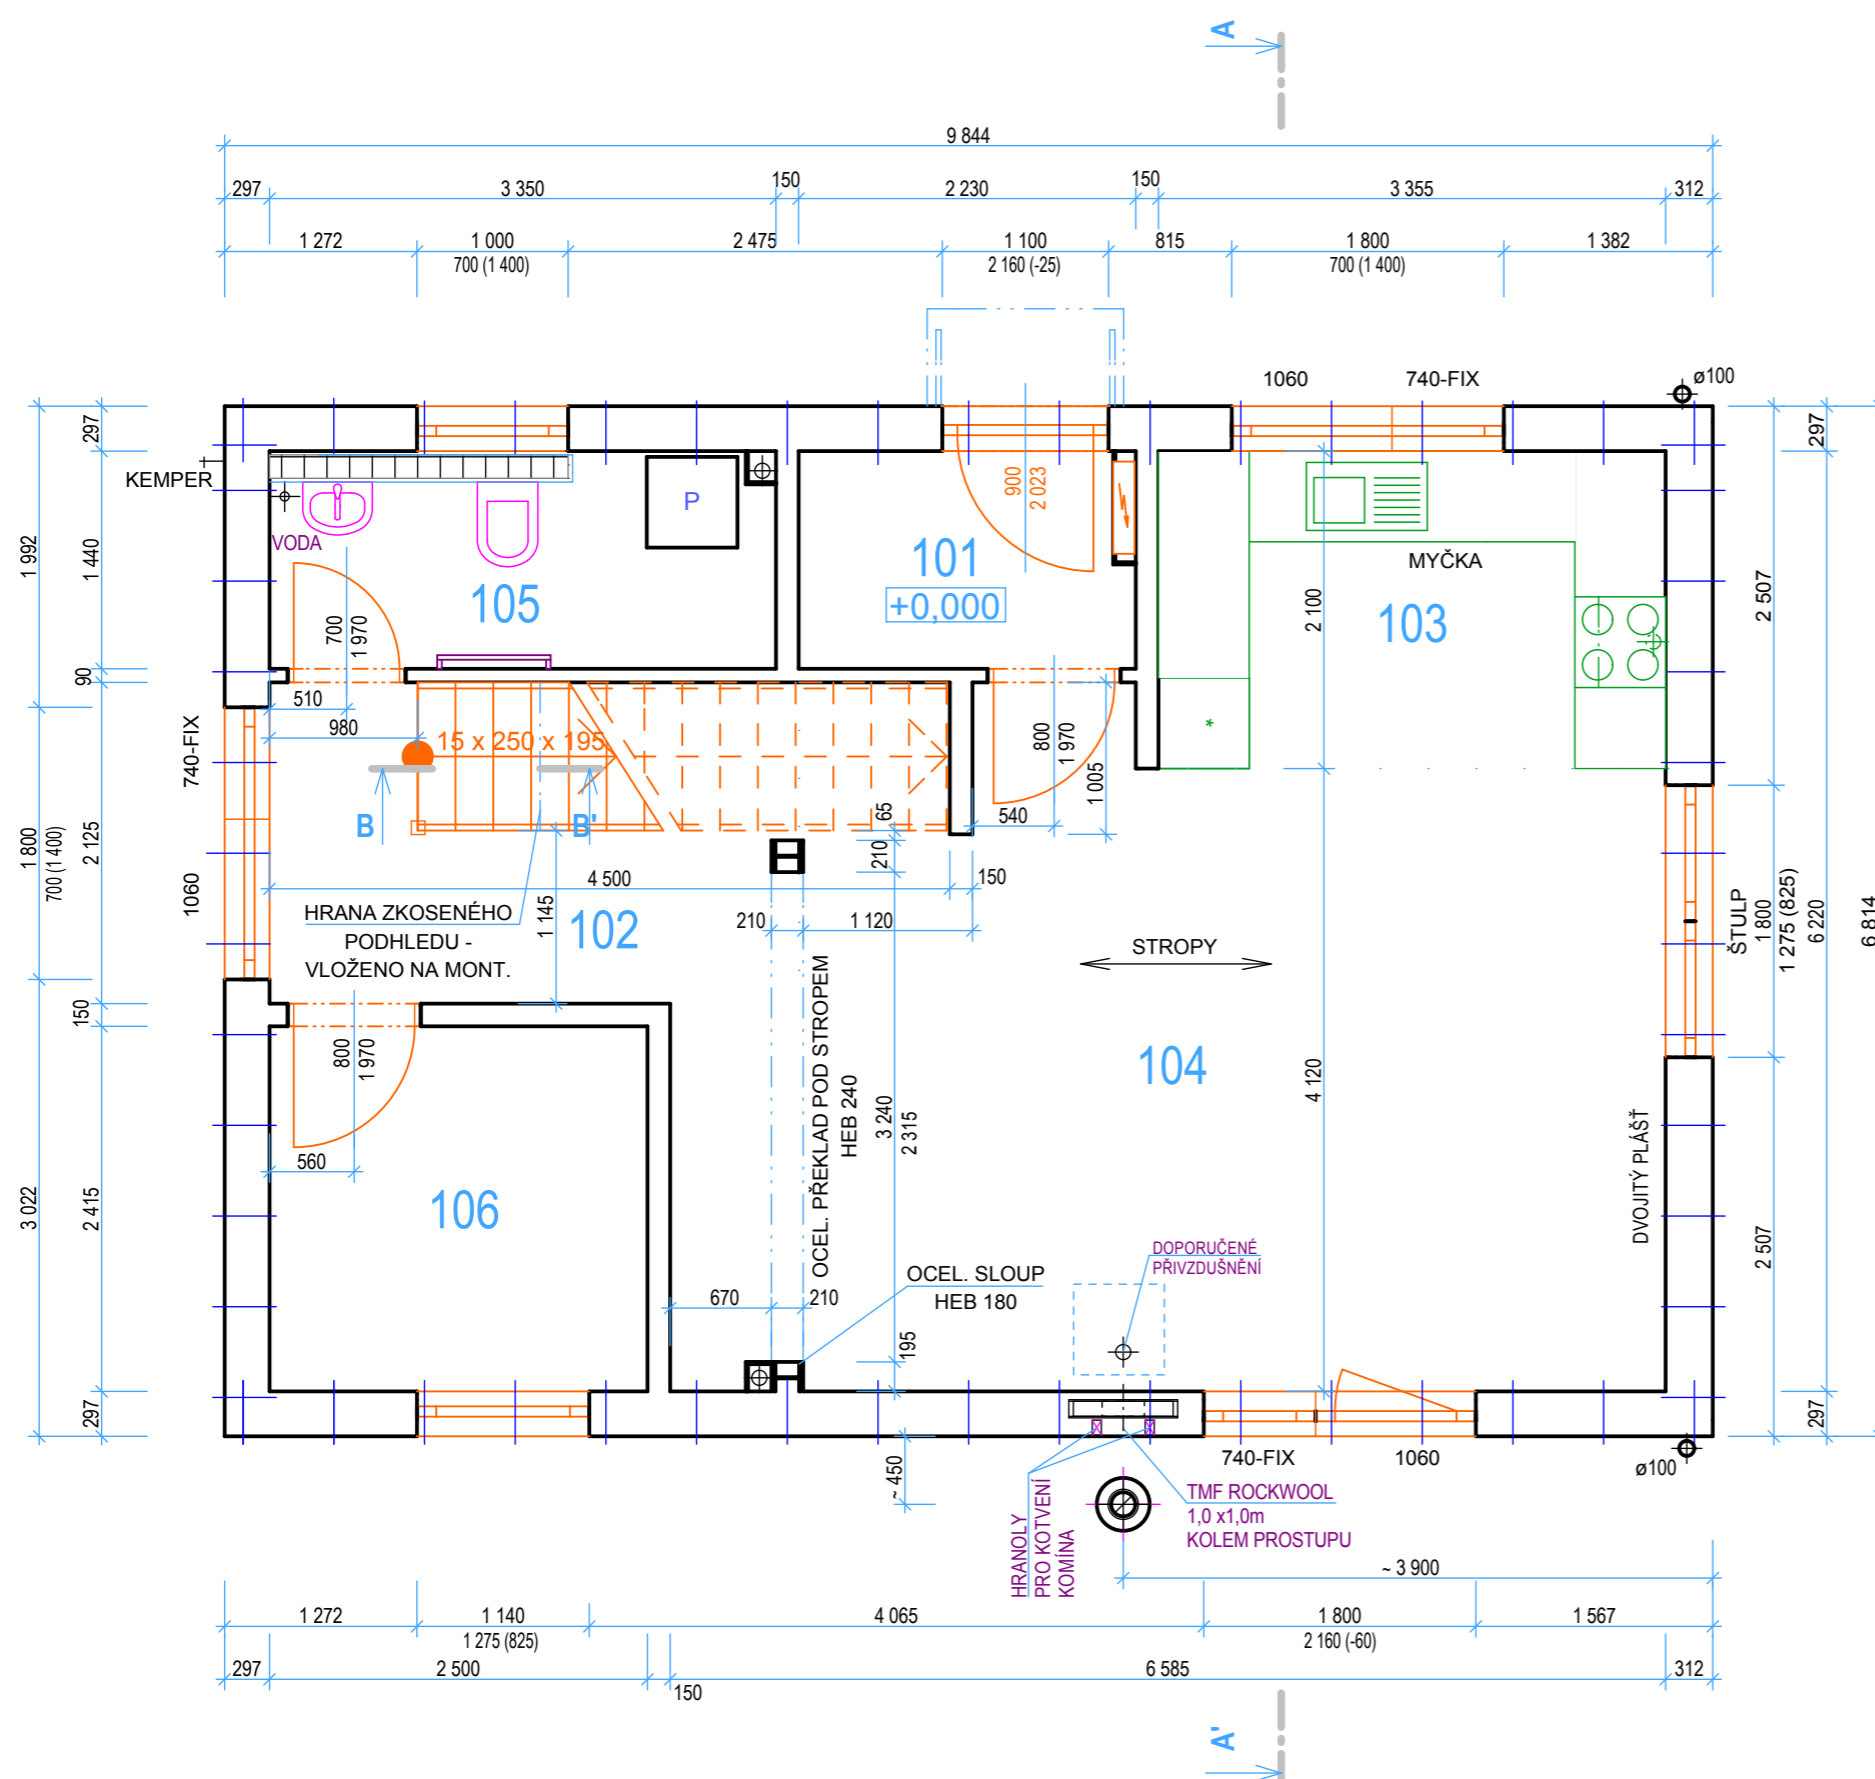 A
9 844
297
3 350
150
2 230
150
3 355
312
1 272
1 000
2 475
1 100
815
1 800
1 382
700 (1 400)
2 160 (-25)
700 (1 400)
1060
740-FIX
ø100
297
297
297
KEMPER
900
2 023
P
VODA
101
+0,000
MYČKA
1 992
1 440
105
103
2 507
2 100
700
1 970
90
510
980
740-FIX
15 x 250 x 195
800
1 970
1 005
*
B
B'
65
540
1 800
700 (1 400)
2 125
210
4 500
150
1060
HRANA ZKOSENÉHO
PODHLEDU -
VLOŽENO NA MONT.
1 145
102
210
1 120
STROPY
ŠTULP
1 800
1 275 (825)
6 220
6 814
150
800
1 970
OCEL. PŘEKLAD POD STROPEM
HEB 240
3 240
2 315
104
4 120
560
106
3 022
2 415
DVOJITÝ PLÁŠŤ
2 507
DOPORUČENÉ
PŘIVZDUŠNĚNÍ
OCEL. SLOUP
HEB 180
670
210
195
297
297
740-FIX
1060
ø100
~ 450
TMF ROCKWOOL
1,0 x1,0m
KOLEM PROSTUPU
HRANOLY
PRO KOTVENÍ
KOMÍNA
~ 3 900
1 272
1 140
4 065
1 800
1 567
1 275 (825)
2 160 (-60)
297
2 500
150
6 585
312
A'